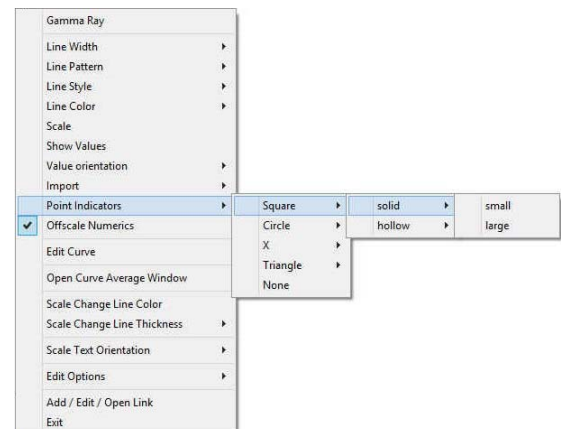 Gamma Ray
Line Width
Line Pattern
Line Style
Line Color
Scale
Show Values
Value orientation
Import
Point Indicators
Offscale Numerics
Edit Curve
Open Curve Average Window
Scale Change Line Color
Scale Change Line Thickness
Scale Text Orientation
Edit Options
Add / Edit / Open Link
Exit
Square
Circle
X
Triangle
None
solid
hollow
small
large